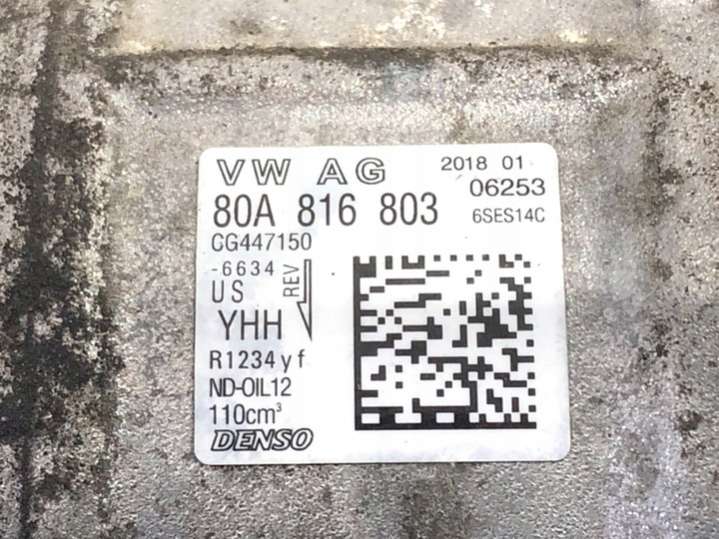 VW AG 2018 01
06253
80A 816 803 6SES14C
CG447150
-6634
US REV
YHH
R1234yf
ND-OIL12
110cm³
DENSO